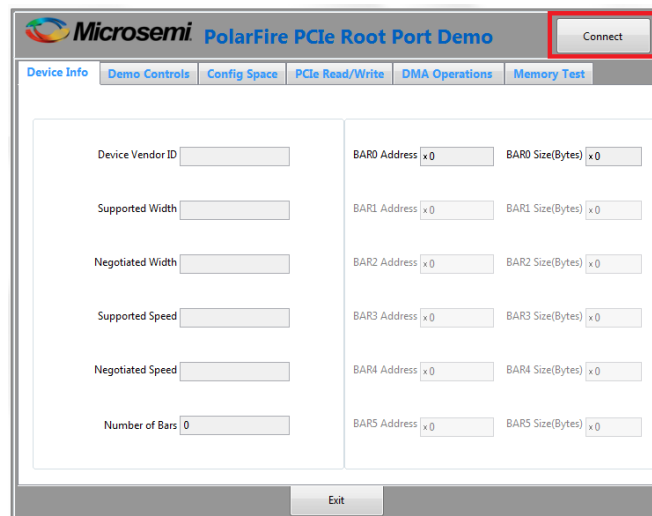 Microsemi. PolarFire PCIe Root Port Demo Connect
Device Info Demo Controls Config Space PCIe Read/Write DMA Operations Memory Test
Device Vendor ID BAR0 Address x 0 BAR0 Size(Bytes) x 0
Supported Width BAR1 Address x 0 BAR1 Size(Bytes) x 0
Negotiated Width BAR2 Address x 0 BAR2 Size(Bytes) x 0
Supported Speed BAR3 Address x 0 BAR3 Size(Bytes) x 0
Negotiated Speed BAR4 Address x 0 BAR4 Size(Bytes) x 0
Number of Bars 0 BAR5 Address x 0 BAR5 Size(Bytes) x 0
Exit